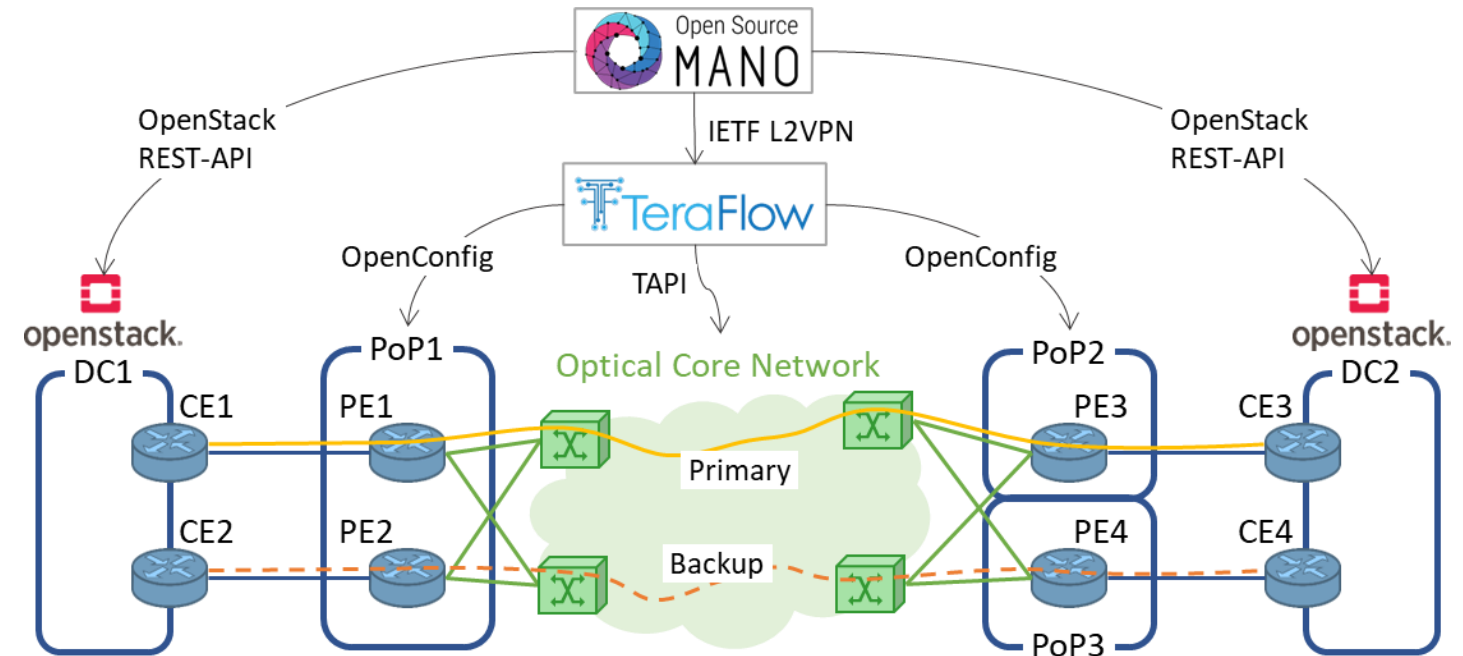 Open Source
MANO
OpenStack
REST-API
IETF L2VPN
OpenStack
REST-API
TeraFlow
OpenConfig
TAPI
OpenConfig
openstack.
openstack.
DC1
PoP1
Optical Core Network
PoP2
DC2
CE1
PE1
PE3
CE3
Primary
CE2
PE2
PE4
CE4
Backup
PoP3